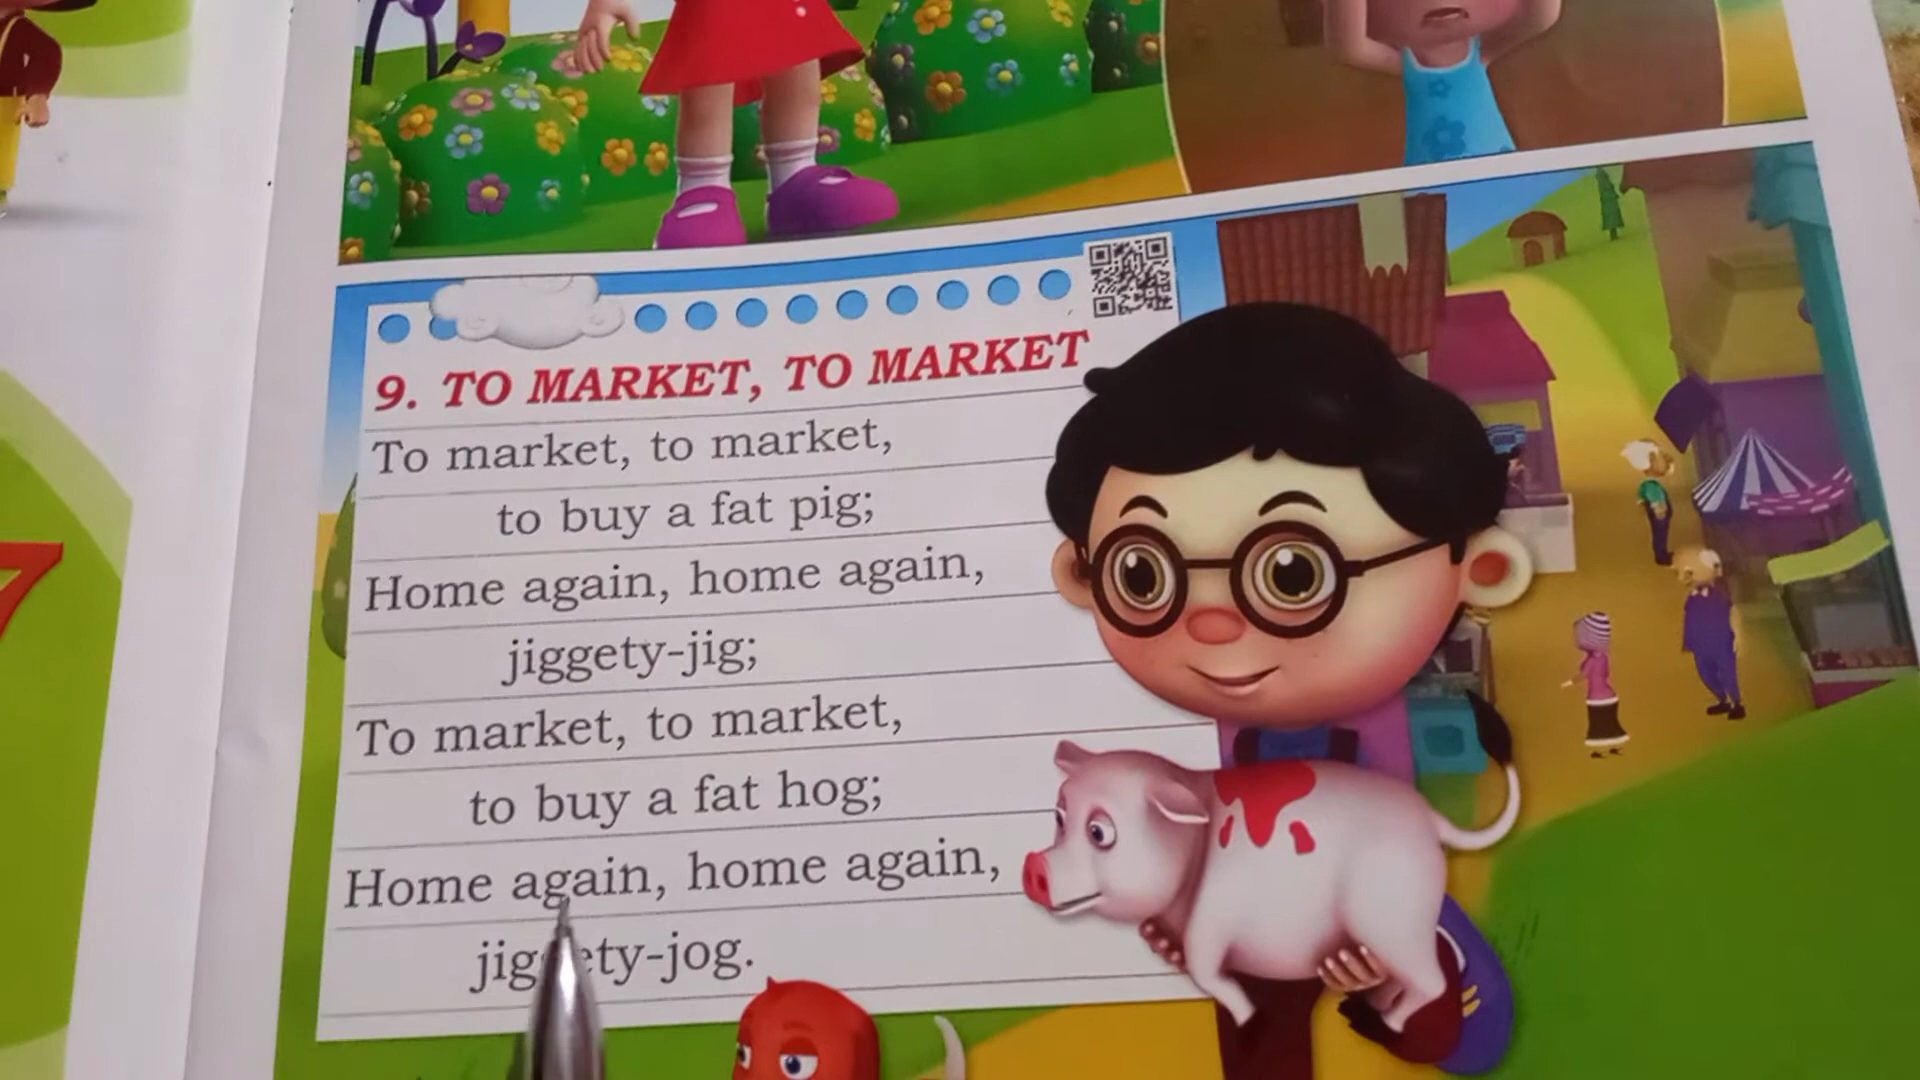 9. TO MARKET, TO MARKET
To market, to market,
to buy a fat pig;
Home again, home again,
jiggety-jig;
To market, to market,
to buy a fat hog;
Home again, home again,
jiggety-jog.